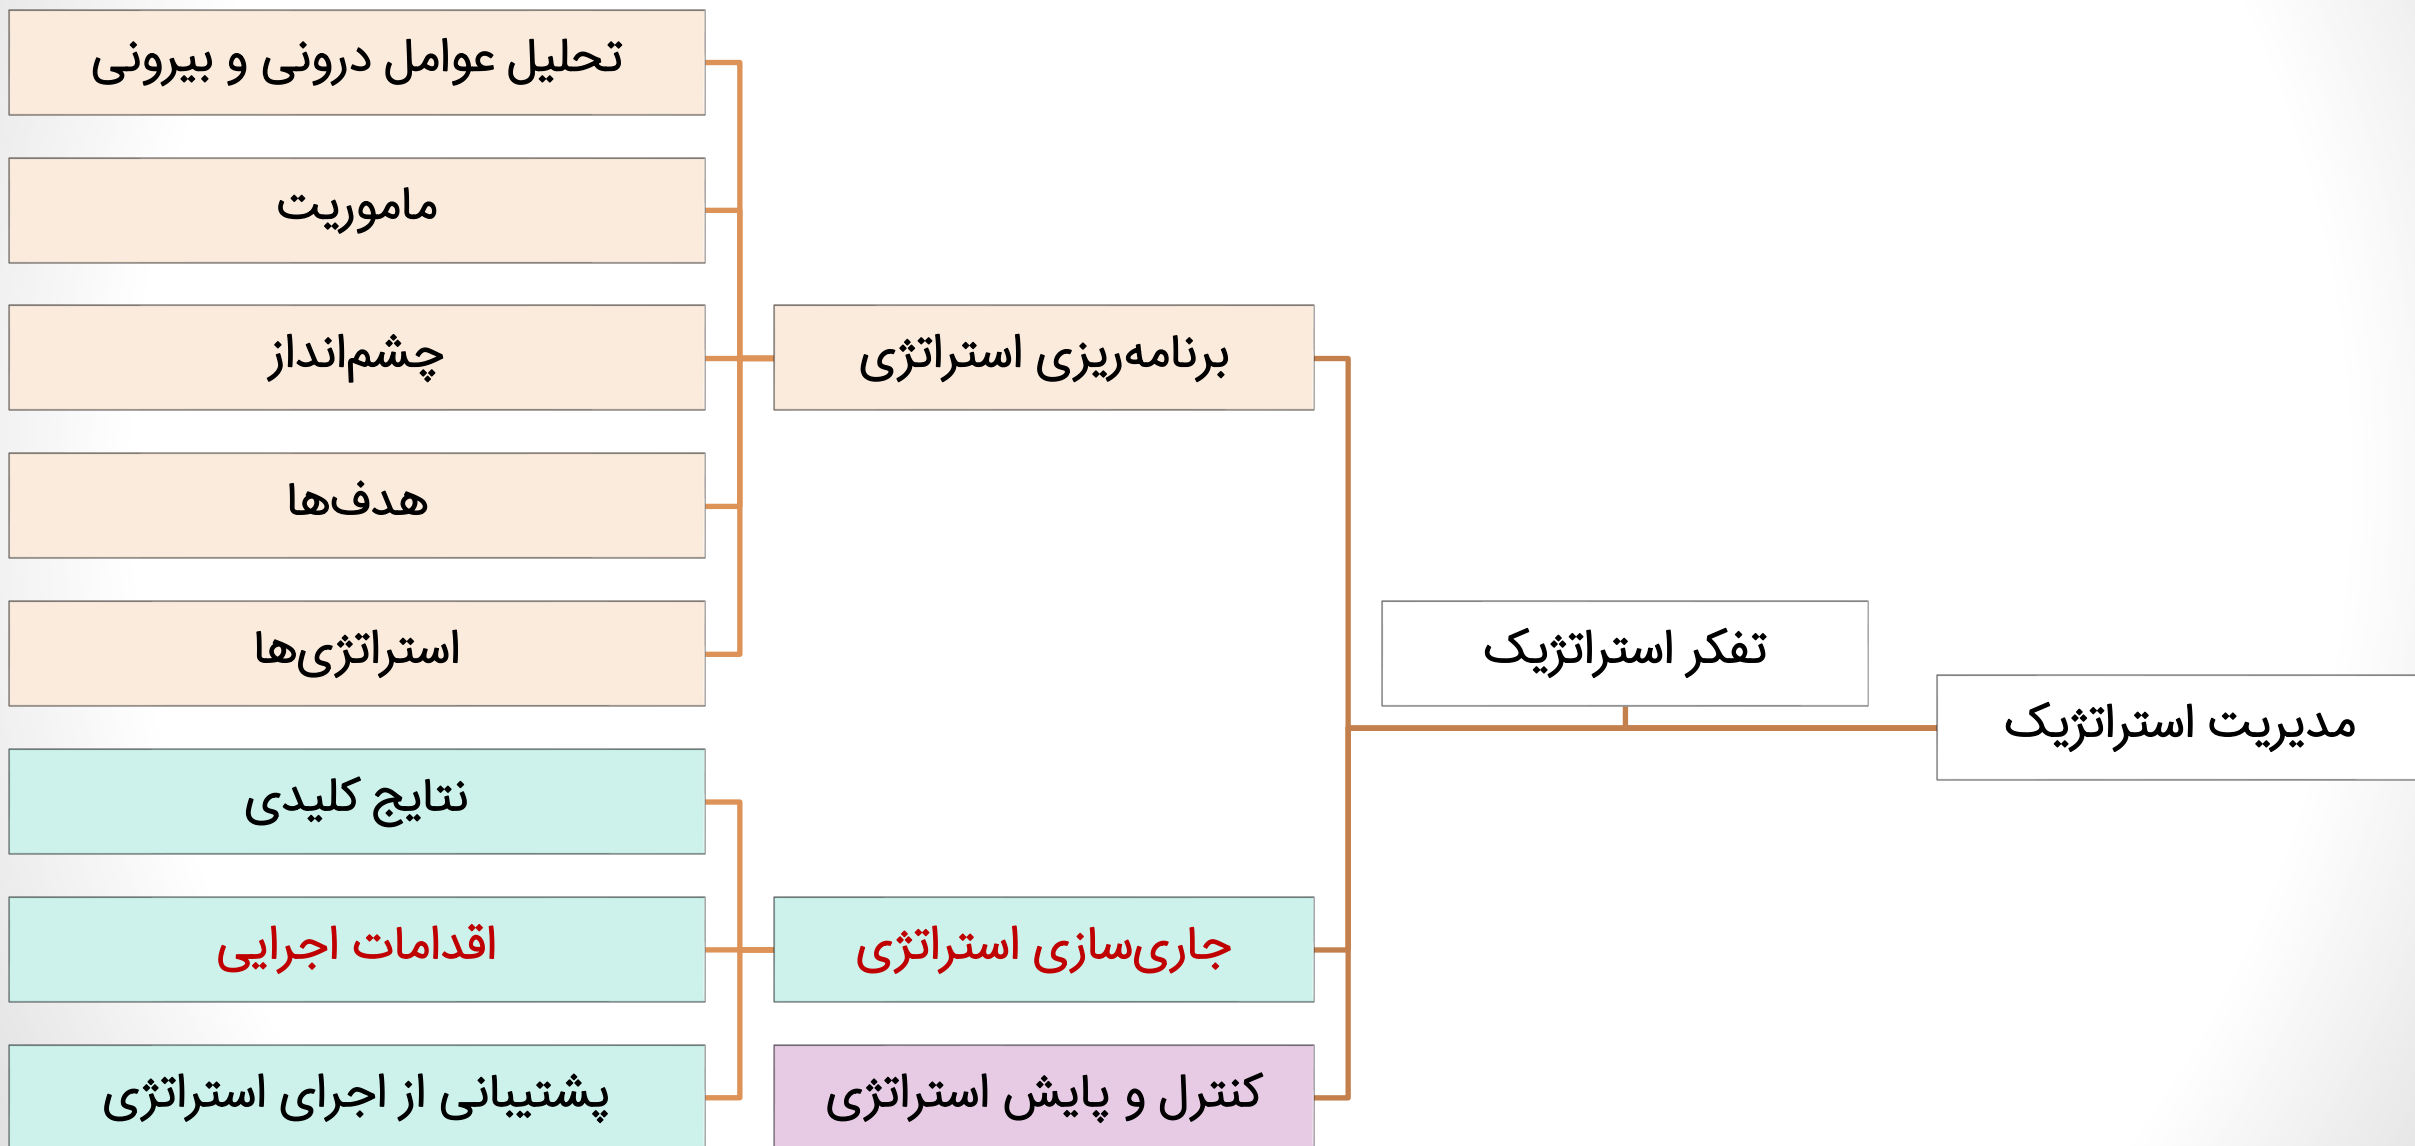 مدیریت استراتژیک
تفکر استراتژیک
برنامه‌ریزی استراتژی
تحلیل عوامل درونی و بیرونی
ماموریت
چشم‌انداز
هدف‌ها
استراتژی‌ها
جاری‌سازی استراتژی
نتایج کلیدی
اقدامات اجرایی
پشتیبانی از اجرای استراتژی
کنترل و پایش استراتژی